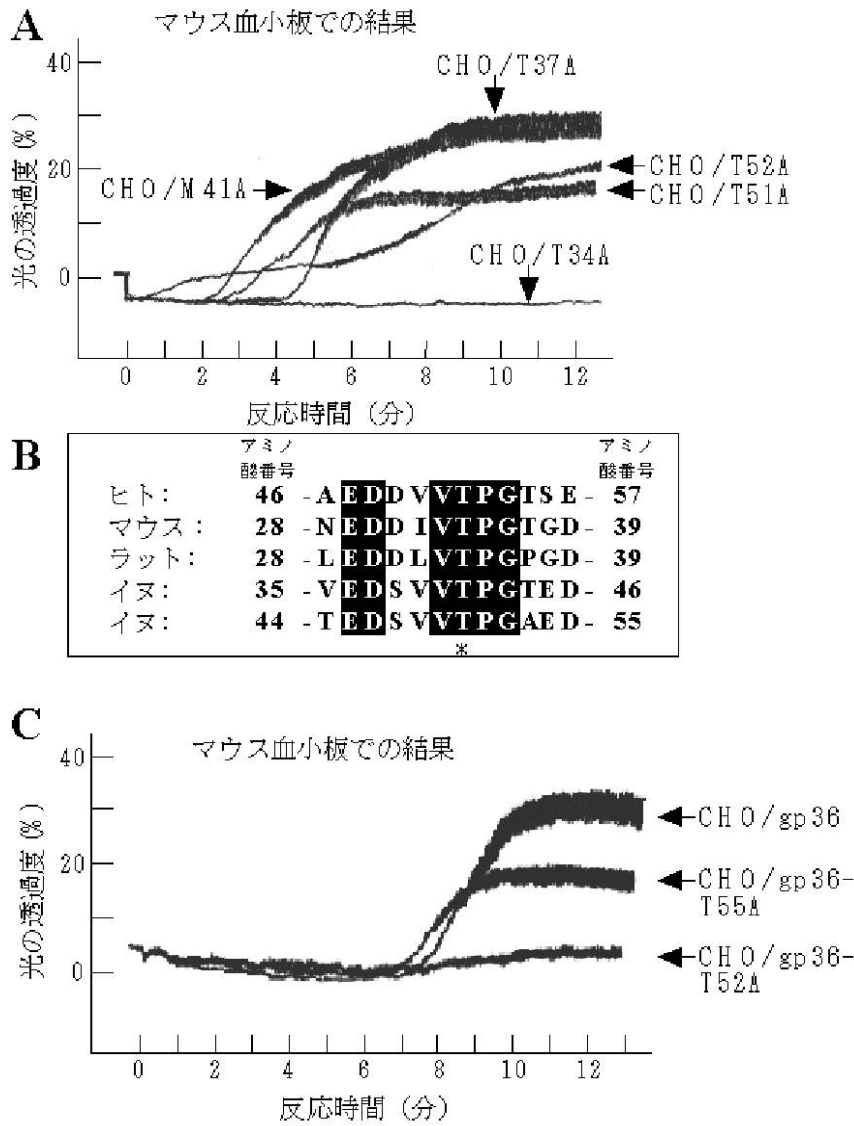 A
マウス血小板での結果
40
20
0
光の透過度(%)
CHO/T37A
CHO/M41A
CHO/T52A
CHO/T51A
CHO/T34A
0 2 4 6 8 10 12
反応時間 (分)
B
アミノ酸番号 アミノ酸番号
ヒト: 46 -AEDDVVTPGTSE- 57
マウス: 28 -NEDDIVTPGTGD- 39
ラット: 28 -LEDDLVTPGPGD- 39
イヌ: 35 -VEDSVVTPGTED- 46
イヌ: 44 -TEDSVVTPGAED- 55
*
C
マウス血小板での結果
40
20
0
光の透過度(%)
CHO/gp36
CHO/gp36-
T55A
CHO/gp36-
T52A
0 2 4 6 8 10 12
反応時間 (分)